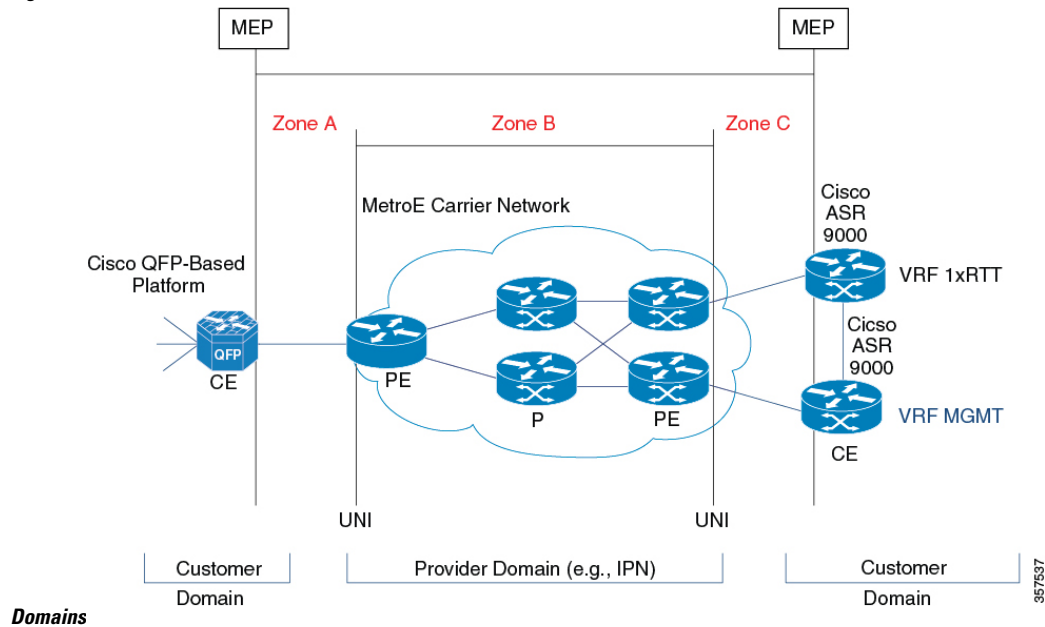 MEP
MEP
Zone A
Zone B
Zone C
MetroE Carrier Network
Cisco
ASR
9000
Cisco QFP-Based
Platform
VRF 1xRTT
QFP
CE
PE
Cicso
ASR
9000
P
PE
VRF MGMT
CE
UNI
UNI
Customer
Domain
Provider Domain (e.g., IPN)
Customer
Domain
357537
Domains